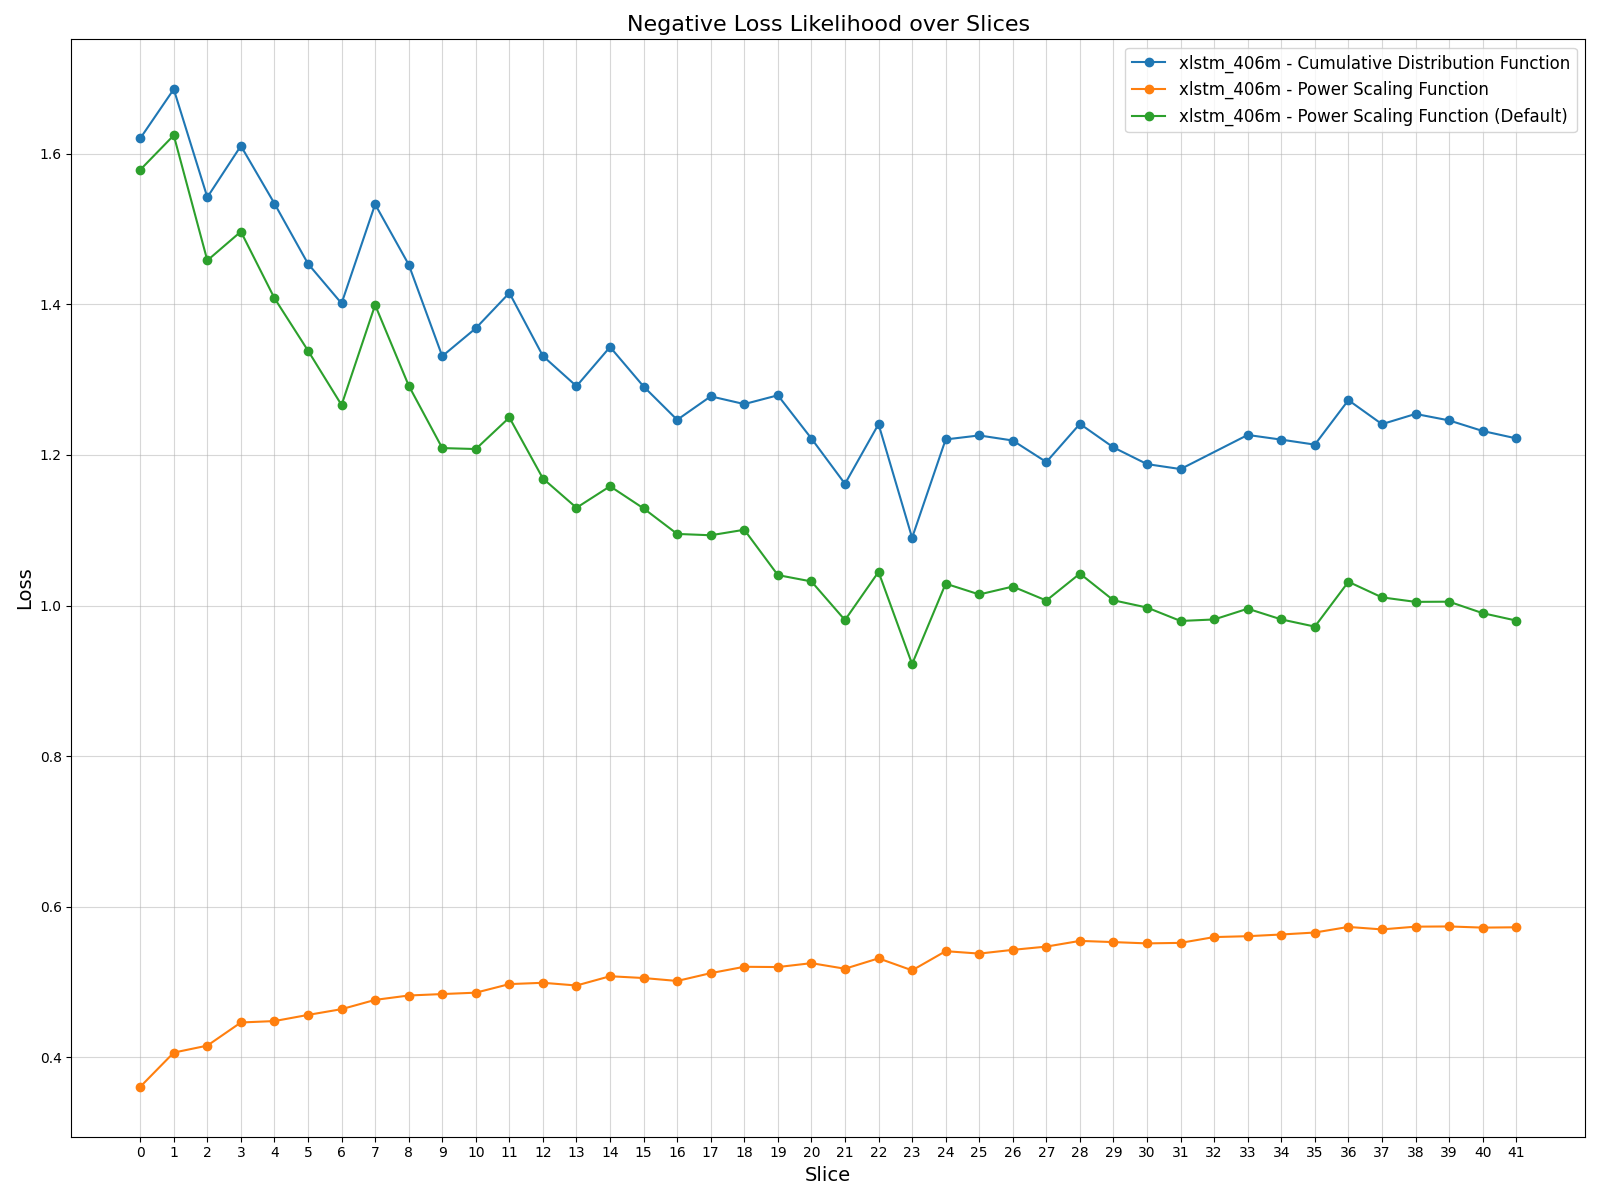 Negative Loss Likelihood over Slices
xlstm_406m - Cumulative Distribution Function
xlstm_406m - Power Scaling Function
xlstm_406m - Power Scaling Function (Default)
Loss
1.6
1.4
1.2
1.0
0.8
0.6
0.4
0 1 2 3 4 5 6 7 8 9 10 11 12 13 14 15 16 17 18 19 20 21 22 23 24 25 26 27 28 29 30 31 32 33 34 35 36 37 38 39 40 41
Slice